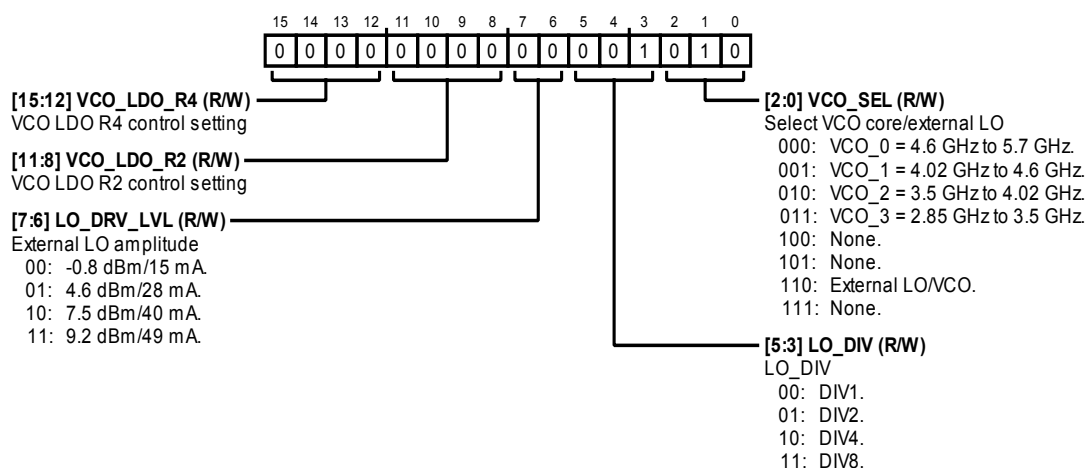 15 14 13 12 11 10 9 8 7 6 5 4 3 2 1 0
0 0 0 0 0 0 0 0 0 0 0 0 1 0 1 0
[15:12] VCO_LDO_R4 (R/W)
VCO LDO R4 control setting
[11:8] VCO_LDO_R2 (R/W)
VCO LDO R2 control setting
[7:6] LO_DRV_LVL (R/W)
External LO amplitude
00: -0.8 dBm/15 mA.
01: 4.6 dBm/28 mA.
10: 7.5 dBm/40 mA.
11: 9.2 dBm/49 mA.
[2:0] VCO_SEL (R/W)
Select VCO core/external LO
000: VCO_0 = 4.6 GHz to 5.7 GHz.
001: VCO_1 = 4.02 GHz to 4.6 GHz.
010: VCO_2 = 3.5 GHz to 4.02 GHz.
011: VCO_3 = 2.85 GHz to 3.5 GHz.
100: None.
101: None.
110: External LO/VCO.
111: None.
[5:3] LO_DIV (R/W)
LO_DIV
00: DIV1.
01: DIV2.
10: DIV4.
11: DIV8.